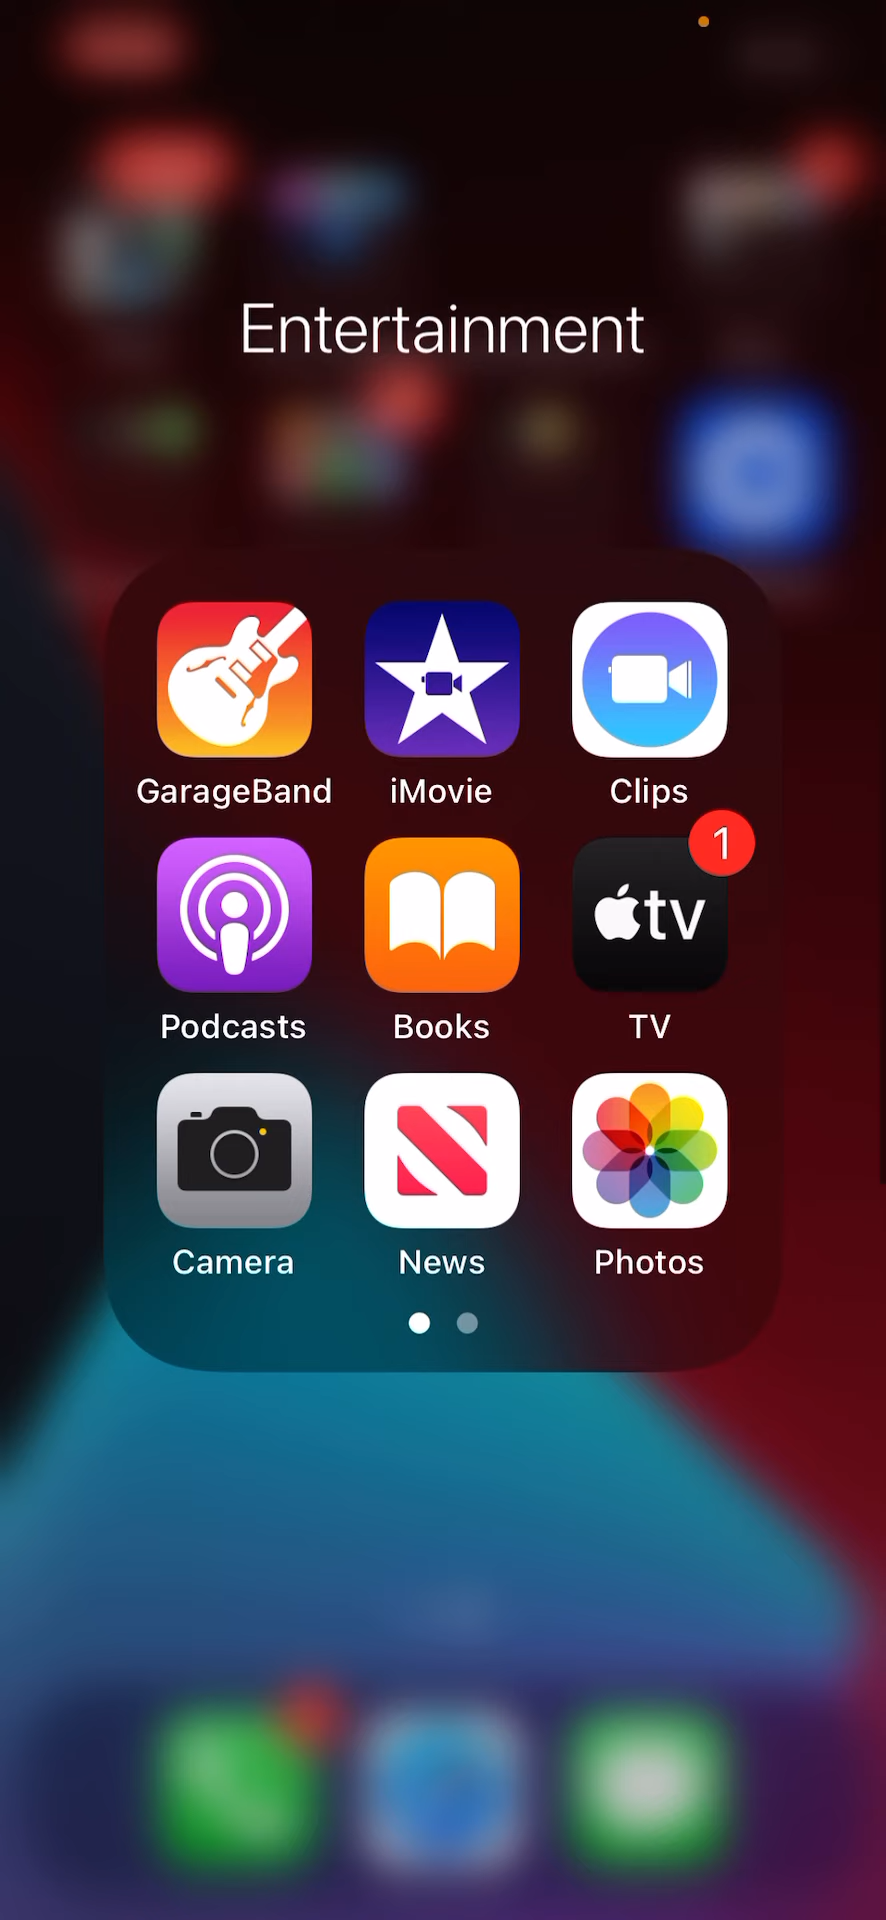 Entertainment
GarageBand
iMovie
Clips
1
tv
Podcasts
Books
TV
Camera
News
Photos